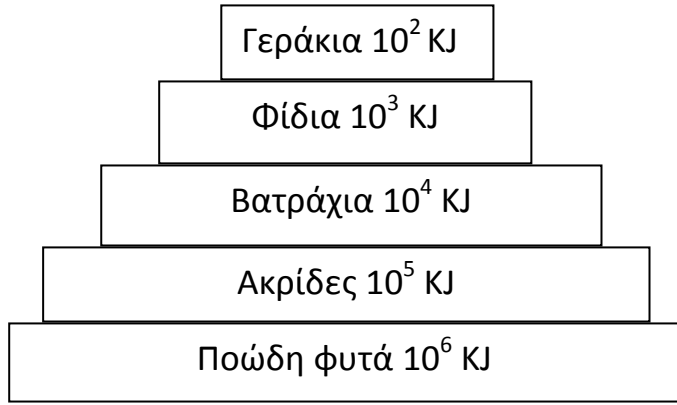 Γεράκια 10² KJ
Φίδια 10³ KJ
Βατράχια 10⁴ KJ
Ακρίδες 10⁵ KJ
Ποώδη φυτά 10⁶ KJ